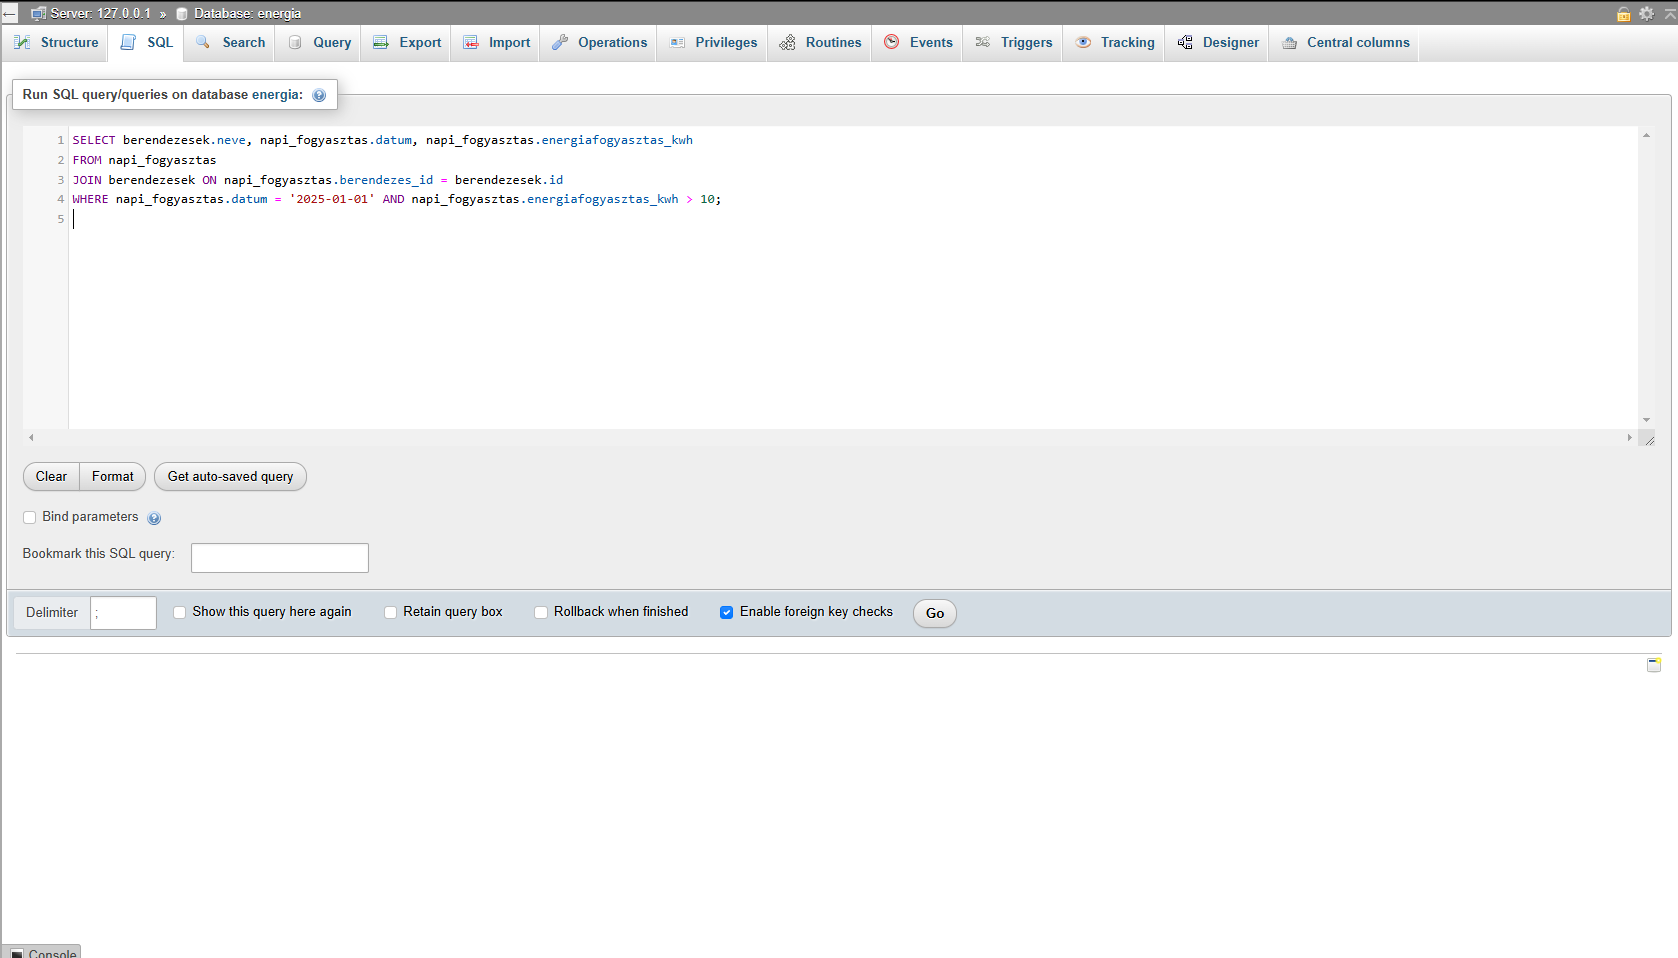 Server: 127.0.0.1 » Database: energia
Structure SQL Search Query Export Import Operations Privileges Routines Events Triggers Tracking Designer Central columns
Run SQL query/queries on database energia:
1 SELECT berendezesek.neve, napi_fogyasztas.datum, napi_fogyasztas.energiafogyasztas_kwh
2 FROM napi_fogyasztas
3 JOIN berendezesek ON napi_fogyasztas.berendezes_id = berendezesek.id
4 WHERE napi_fogyasztas.datum = '2025-01-01' AND napi_fogyasztas.energiafogyasztas_kwh > 10;
5
Clear Format Get auto-saved query
Bind parameters
Bookmark this SQL query:
Delimiter ; Show this query here again Retain query box Rollback when finished Enable foreign key checks Go
Console